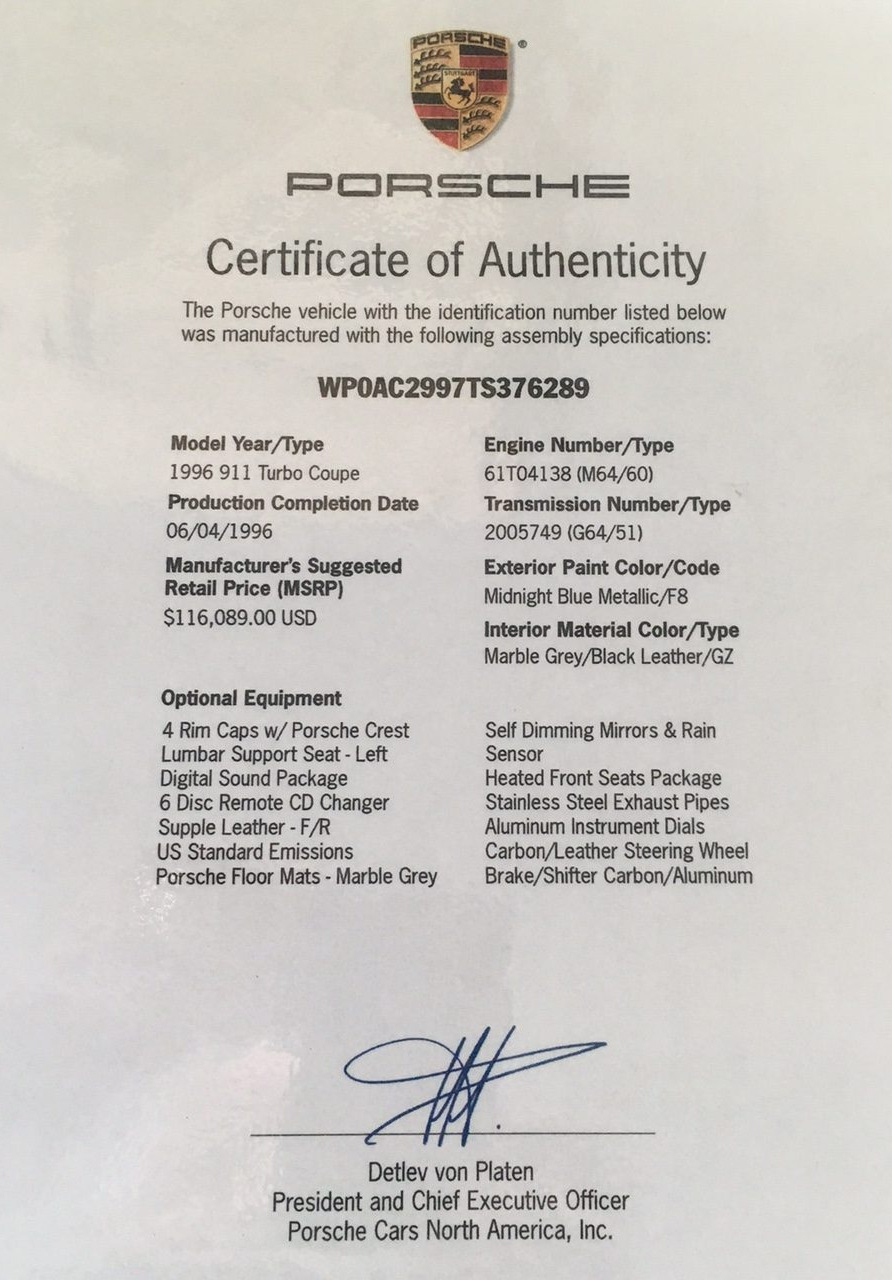 PORSCHE
STUTTGART
®
PORSCHE
Certificate of Authenticity
The Porsche vehicle with the identification number listed below
was manufactured with the following assembly specifications:
WP0AC2997TS376289
Model Year/Type
1996 911 Turbo Coupe
Production Completion Date
06/04/1996
Manufacturer's Suggested
Retail Price (MSRP)
$116,089.00 USD
Engine Number/Type
61T04138 (M64/60)
Transmission Number/Type
2005749 (G64/51)
Exterior Paint Color/Code
Midnight Blue Metallic/F8
Interior Material Color/Type
Marble Grey/Black Leather/GZ
Optional Equipment
4 Rim Caps w/ Porsche Crest
Lumbar Support Seat - Left
Digital Sound Package
6 Disc Remote CD Changer
Supple Leather - F/R
US Standard Emissions
Porsche Floor Mats - Marble Grey
Self Dimming Mirrors & Rain
Sensor
Heated Front Seats Package
Stainless Steel Exhaust Pipes
Aluminum Instrument Dials
Carbon/Leather Steering Wheel
Brake/Shifter Carbon/Aluminum
Detlev von Platen
President and Chief Executive Officer
Porsche Cars North America, Inc.